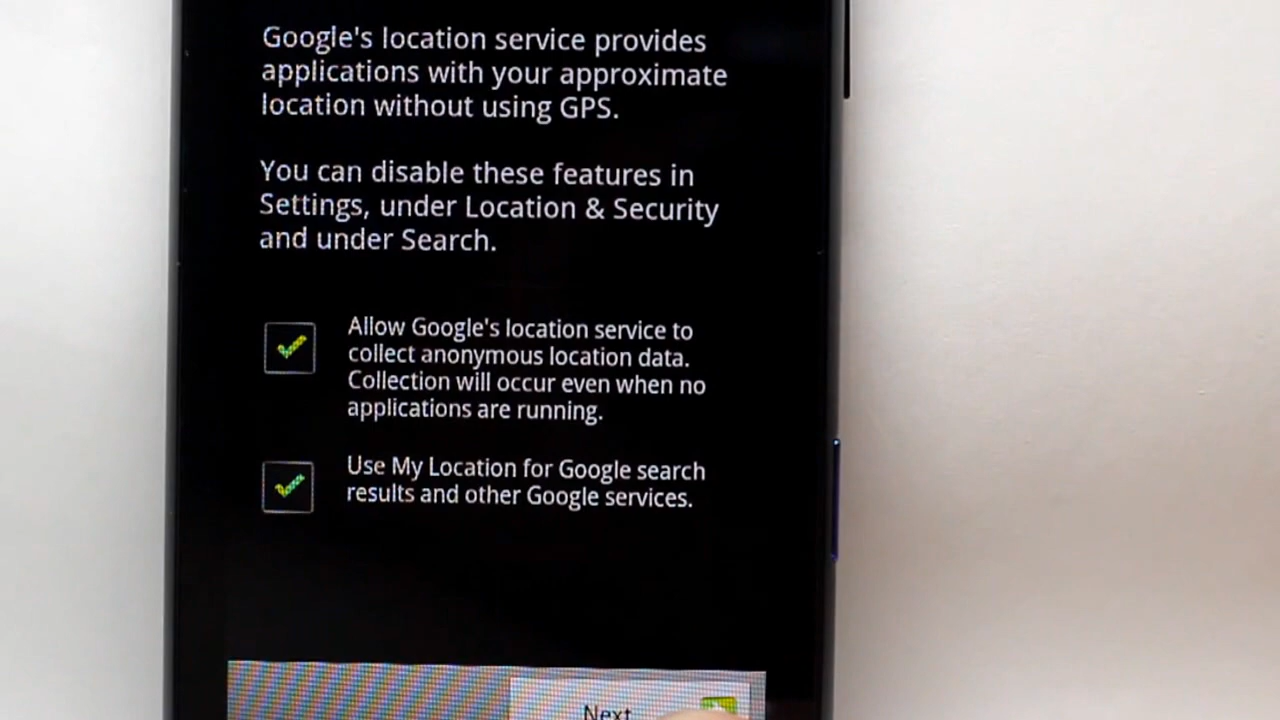 Google's location service provides
applications with your approximate
location without using GPS.
You can disable these features in
Settings, under Location & Security
and under Search.
Allow Google's location service to
collect anonymous location data.
Collection will occur even when no
applications are running.
Use My Location for Google search
results and other Google services.
Next